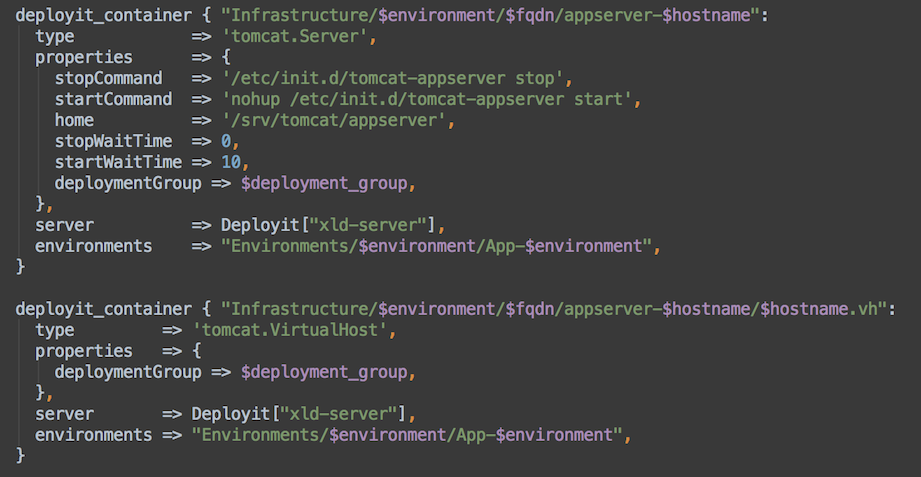 deployit_container { "Infrastructure/$environment/$fqdn/appserver-$hostname":
  type            => 'tomcat.Server',
  properties      => {
    stopCommand   => '/etc/init.d/tomcat-appserver stop',
    startCommand  => 'nohup /etc/init.d/tomcat-appserver start',
    home          => '/srv/tomcat/appserver',
    stopWaitTime  => 0,
    startWaitTime => 10,
    deploymentGroup => $deployment_group,
  },
  server          => Deployit["xld-server"],
  environments    => "Environments/$environment/App-$environment",
}

deployit_container { "Infrastructure/$environment/$fqdn/appserver-$hostname/$hostname.vh":
  type         => 'tomcat.VirtualHost',
  properties   => {
    deploymentGroup => $deployment_group,
  },
  server       => Deployit["xld-server"],
  environments => "Environments/$environment/App-$environment",
}